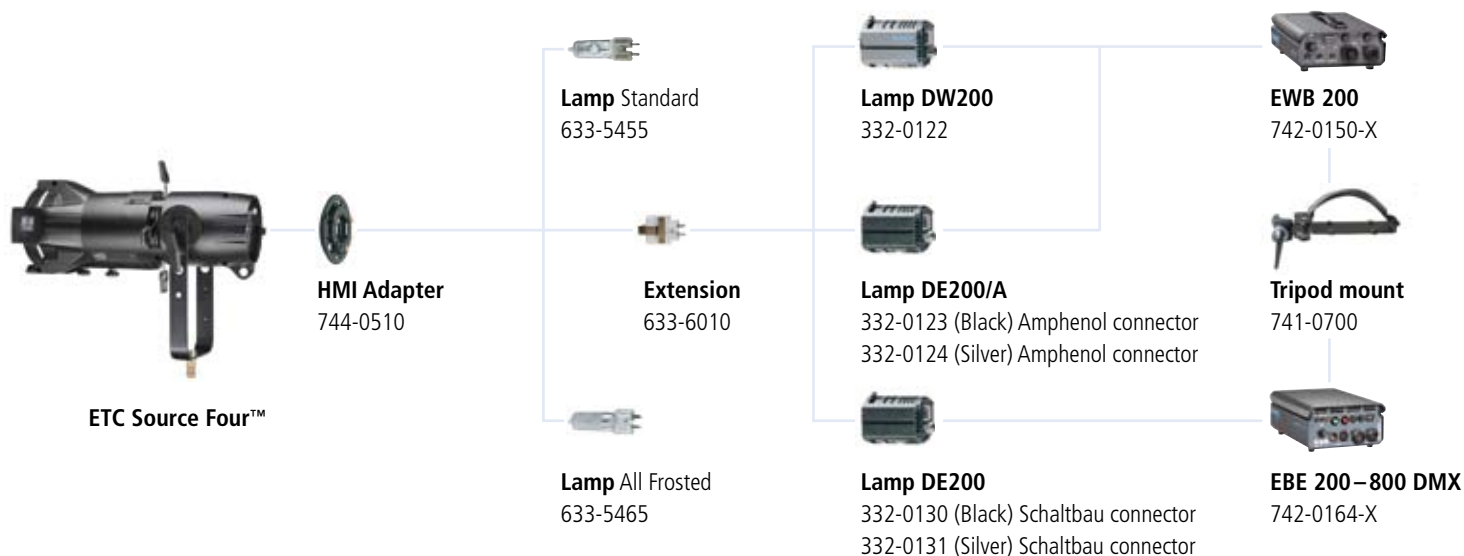 ETC Source Four™
HMI Adapter
744-0510
Lamp Standard
633-5455
Extension
633-6010
Lamp All Frosted
633-5465
Lamp DW200
332-0122
Lamp DE200/A
332-0123 (Black) Amphenol connector
332-0124 (Silver) Amphenol connector
Lamp DE200
332-0130 (Black) Schaltbau connector
332-0131 (Silver) Schaltbau connector
EWB 200
742-0150-X
Tripod mount
741-0700
EBE 200–800 DMX
742-0164-X